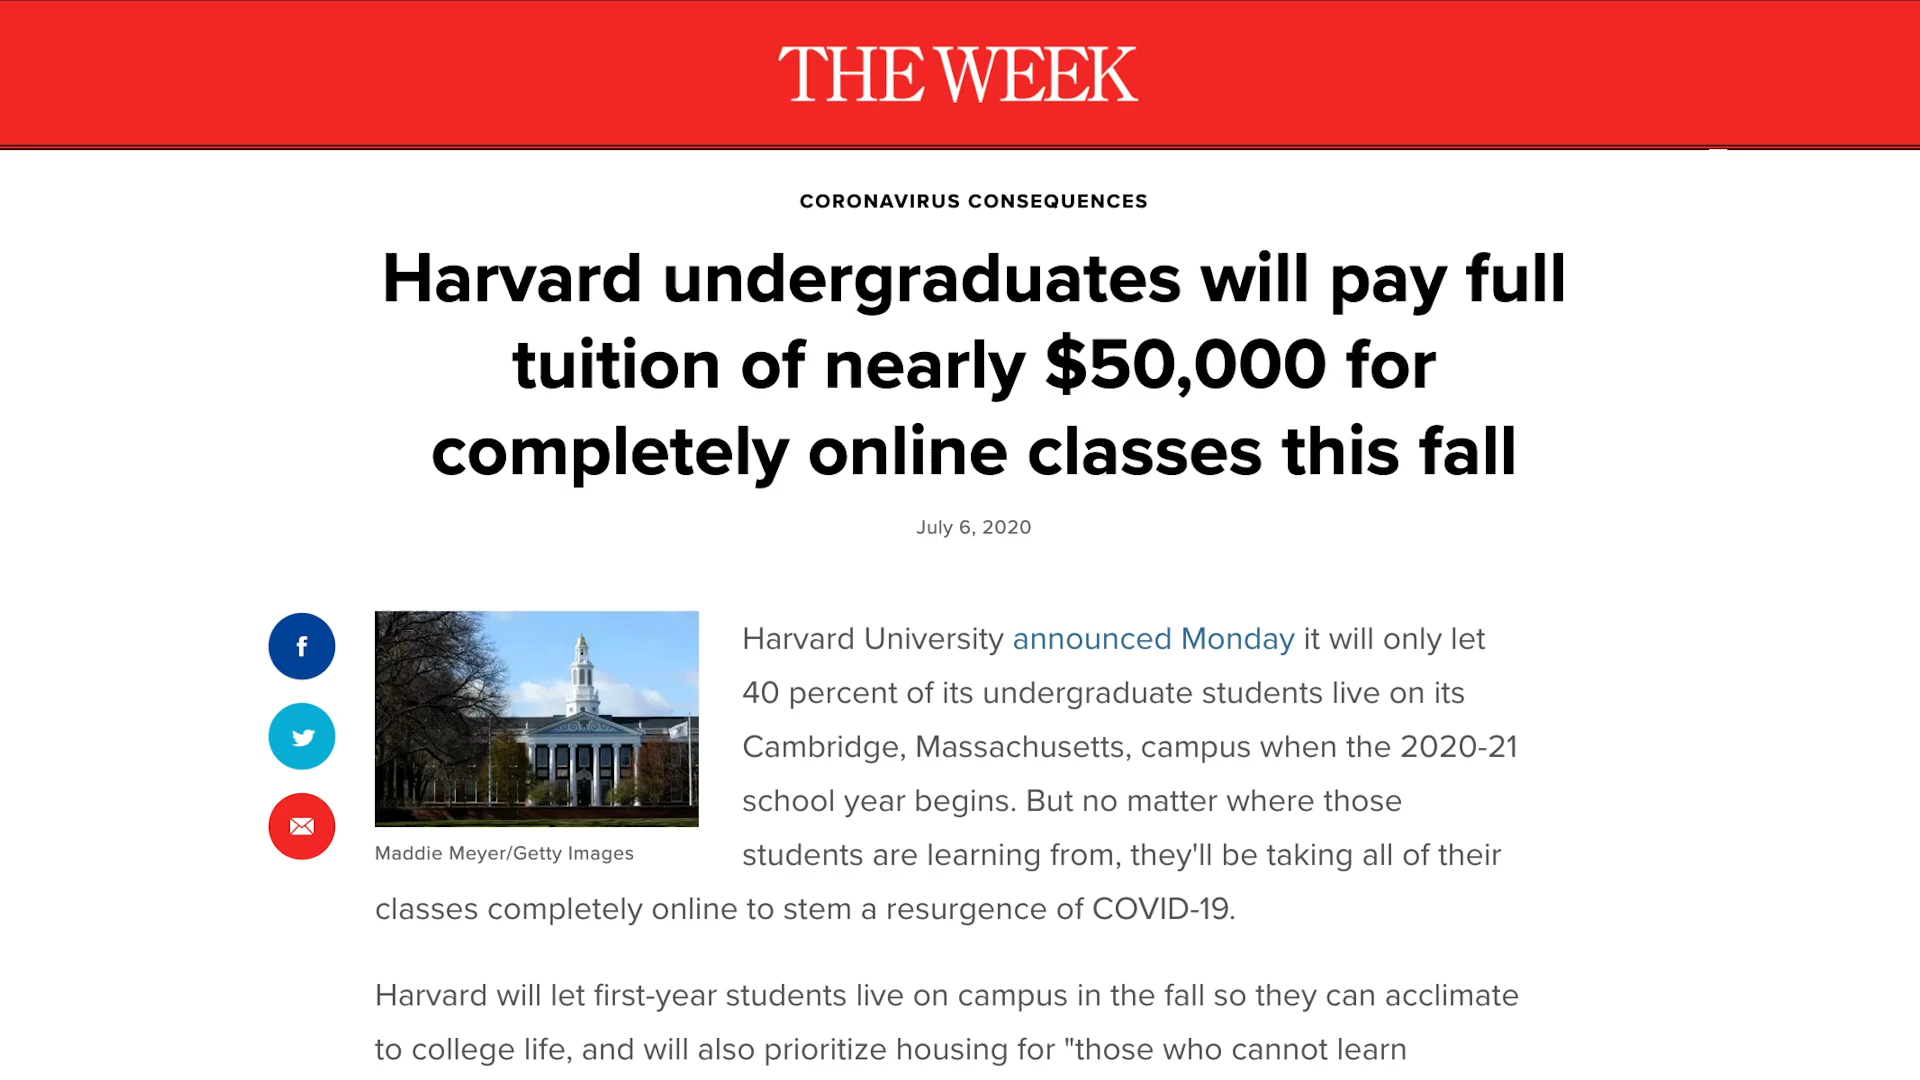 THE WEEK
CORONAVIRUS CONSEQUENCES
Harvard undergraduates will pay full
tuition of nearly $50,000 for
completely online classes this fall
July 6, 2020
f
Maddie Meyer/Getty Images
Harvard University announced Monday it will only let
40 percent of its undergraduate students live on its
Cambridge, Massachusetts, campus when the 2020-21
school year begins. But no matter where those
students are learning from, they'll be taking all of their
classes completely online to stem a resurgence of COVID-19.
Harvard will let first-year students live on campus in the fall so they can acclimate
to college life, and will also prioritize housing for "those who cannot learn